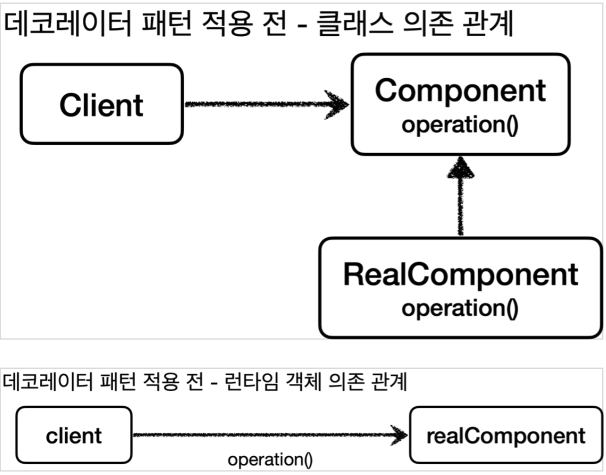 데코레이터 패턴 적용 전 - 클래스 의존 관계
Client
Component
operation()
RealComponent
operation()
데코레이터 패턴 적용 전 - 런타임 객체 의존 관계
client
operation()
realComponent